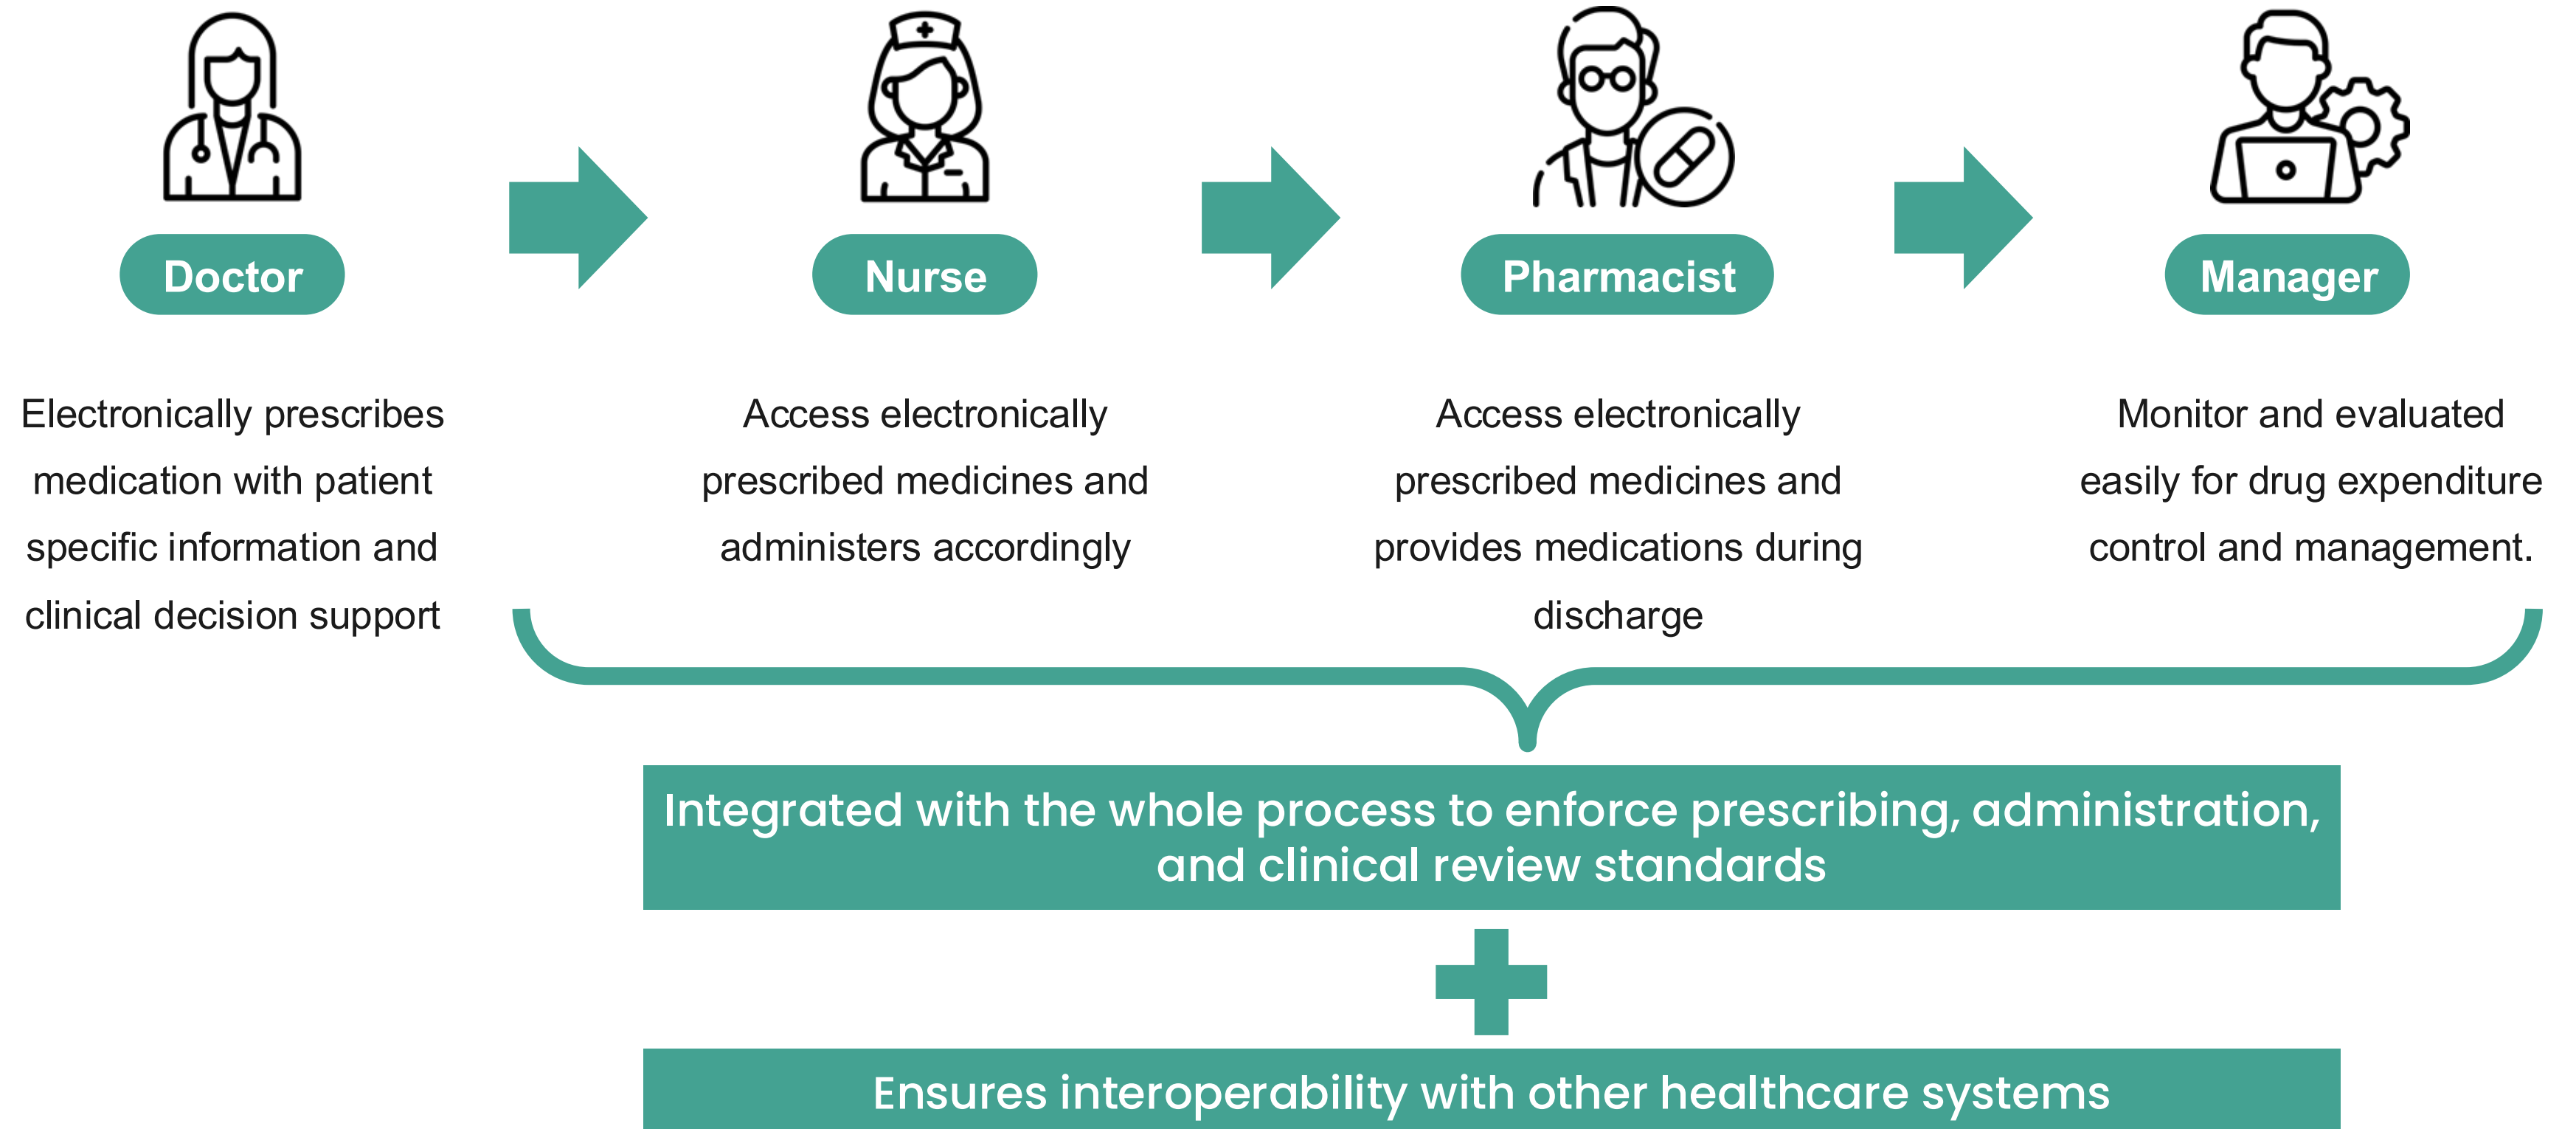 Doctor
Nurse
Pharmacist
Manager
Electronically prescribes
medication with patient
specific information and
clinical decision support
Access electronically
prescribed medicines and
administers accordingly
Access electronically
prescribed medicines and
provides medications during
discharge
Monitor and evaluated
easily for drug expenditure
control and management.
Integrated with the whole process to enforce prescribing, administration,
and clinical review standards
Ensures interoperability with other healthcare systems